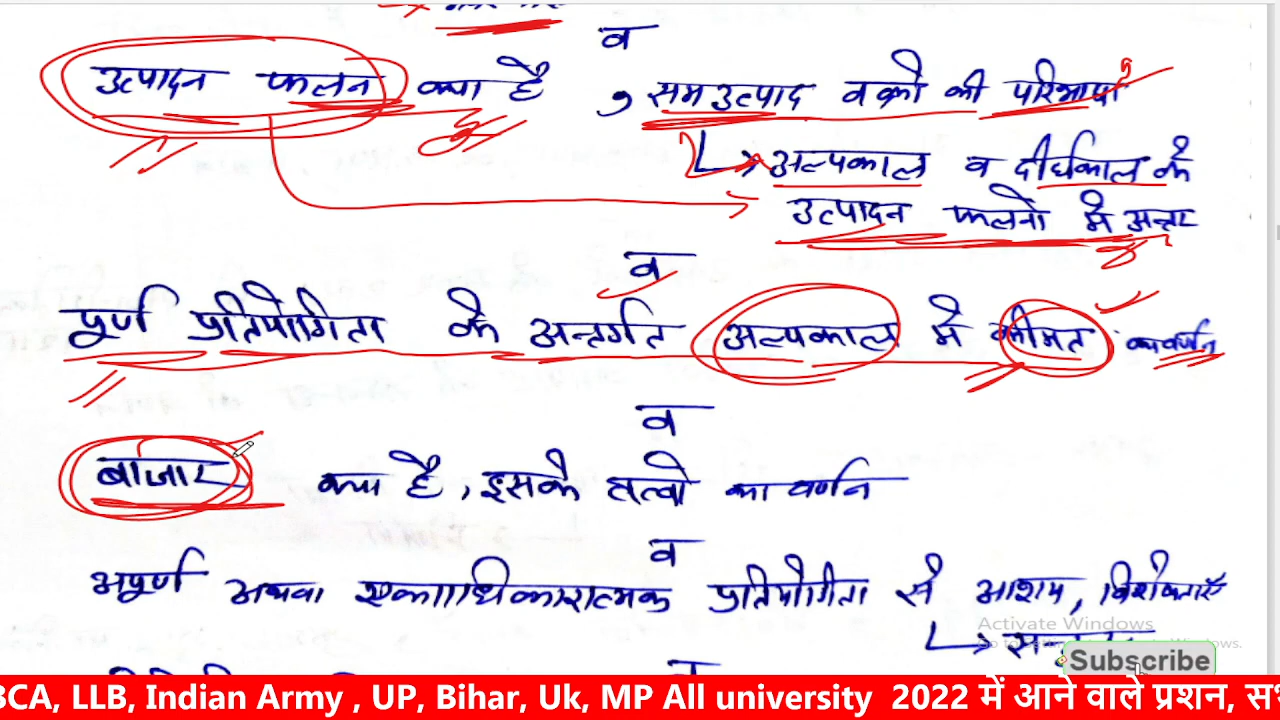 व
उत्पादन फलन क्या है , सम उत्पाद वक्रो की परिभाषा
अल्पकाल व दीर्घकाल के
उत्पादन फलनो मे अन्तर
व
पूर्ण प्रतियोगिता के अन्तर्गत अल्पकाल मे कीमत का वर्णन
व
बाजार क्या है , इसके तत्वो का वर्णन
व
अपूर्ण अथवा एकाधिकारात्मक प्रतियोगीता से आशय, विशेषताएँ
Activate Windows
व
Subscribe
BCA, LLB, Indian Army , UP, Bihar, Uk, MP All university 2022 में आने वाले प्रशन,